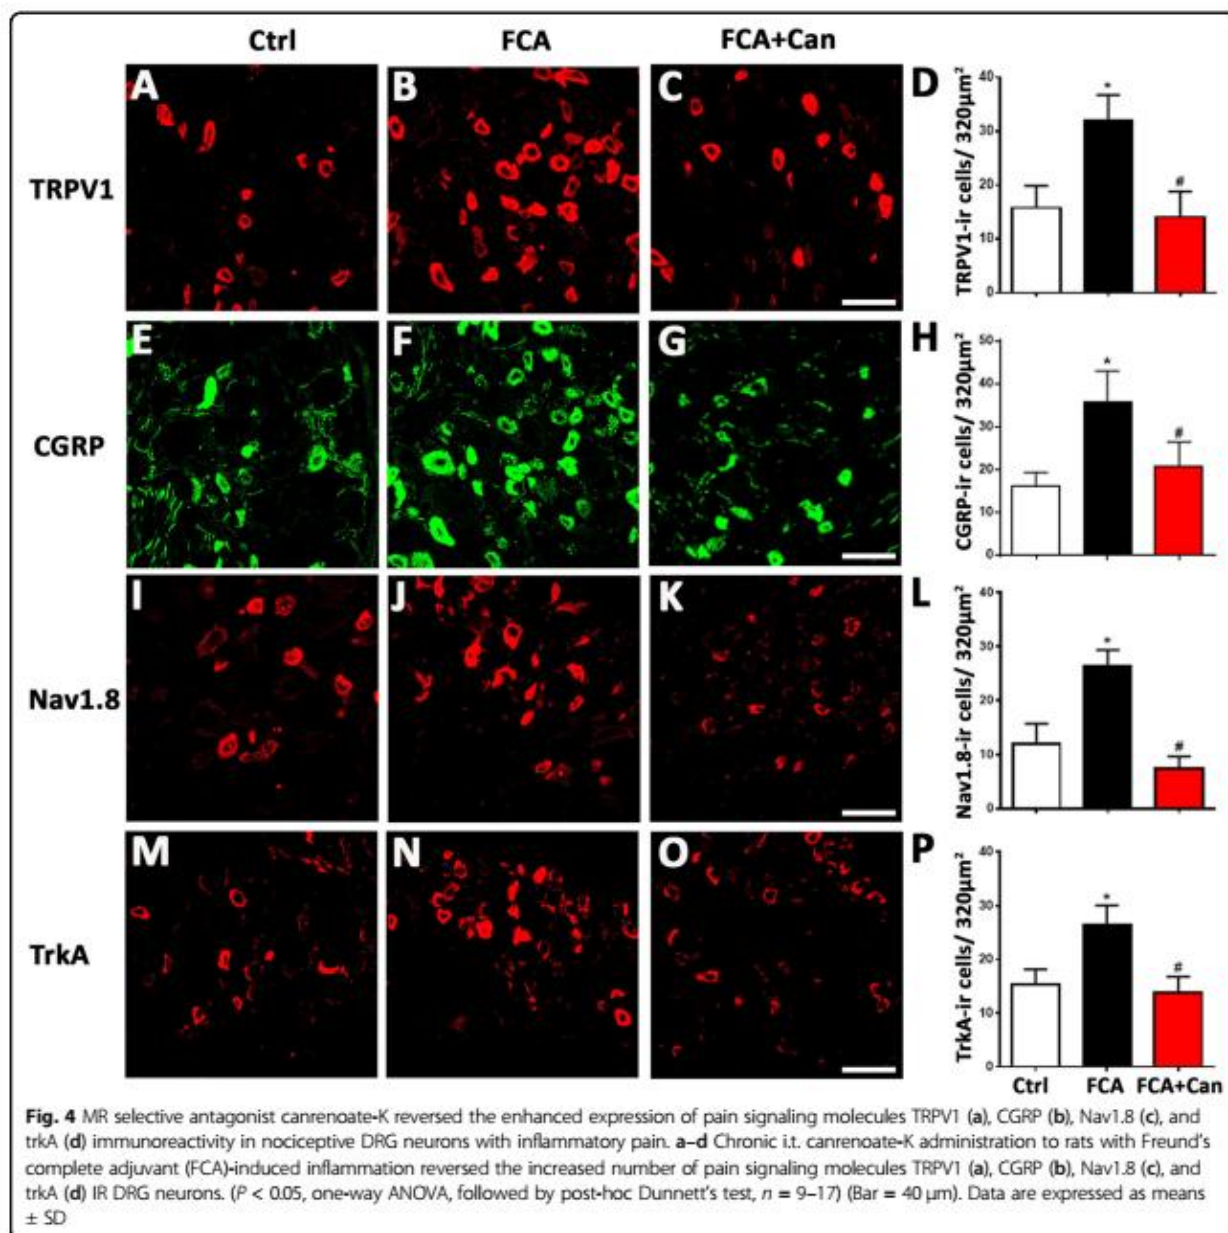 Ctrl FCA FCA+Can
TRPV1 A B C D
TRPV1-ir cells/ 320µm²
40
30
20
10
0
*
#
CGRP E F G H
CGRP-ir cells/ 320µm²
50
40
30
20
10
0
*
#
Nav1.8 I J K L
Nav1.8-ir cells/ 320µm²
40
30
20
10
0
*
#
TrkA M N O P
TrkA-ir cells/ 320µm²
40
30
20
10
0
*
#
Ctrl FCA FCA+Can
Fig. 4 MR selective antagonist canrenoate-K reversed the enhanced expression of pain signaling molecules TRPV1 (a), CGRP (b), Nav1.8 (c), and
trkA (d) immunoreactivity in nociceptive DRG neurons with inflammatory pain. a–d Chronic i.t. canrenoate-K administration to rats with Freund's
complete adjuvant (FCA)-induced inflammation reversed the increased number of pain signaling molecules TRPV1 (a), CGRP (b), Nav1.8 (c), and
trkA (d) IR DRG neurons. (P < 0.05, one-way ANOVA, followed by post-hoc Dunnett's test, n = 9–17) (Bar = 40 µm). Data are expressed as means
± SD